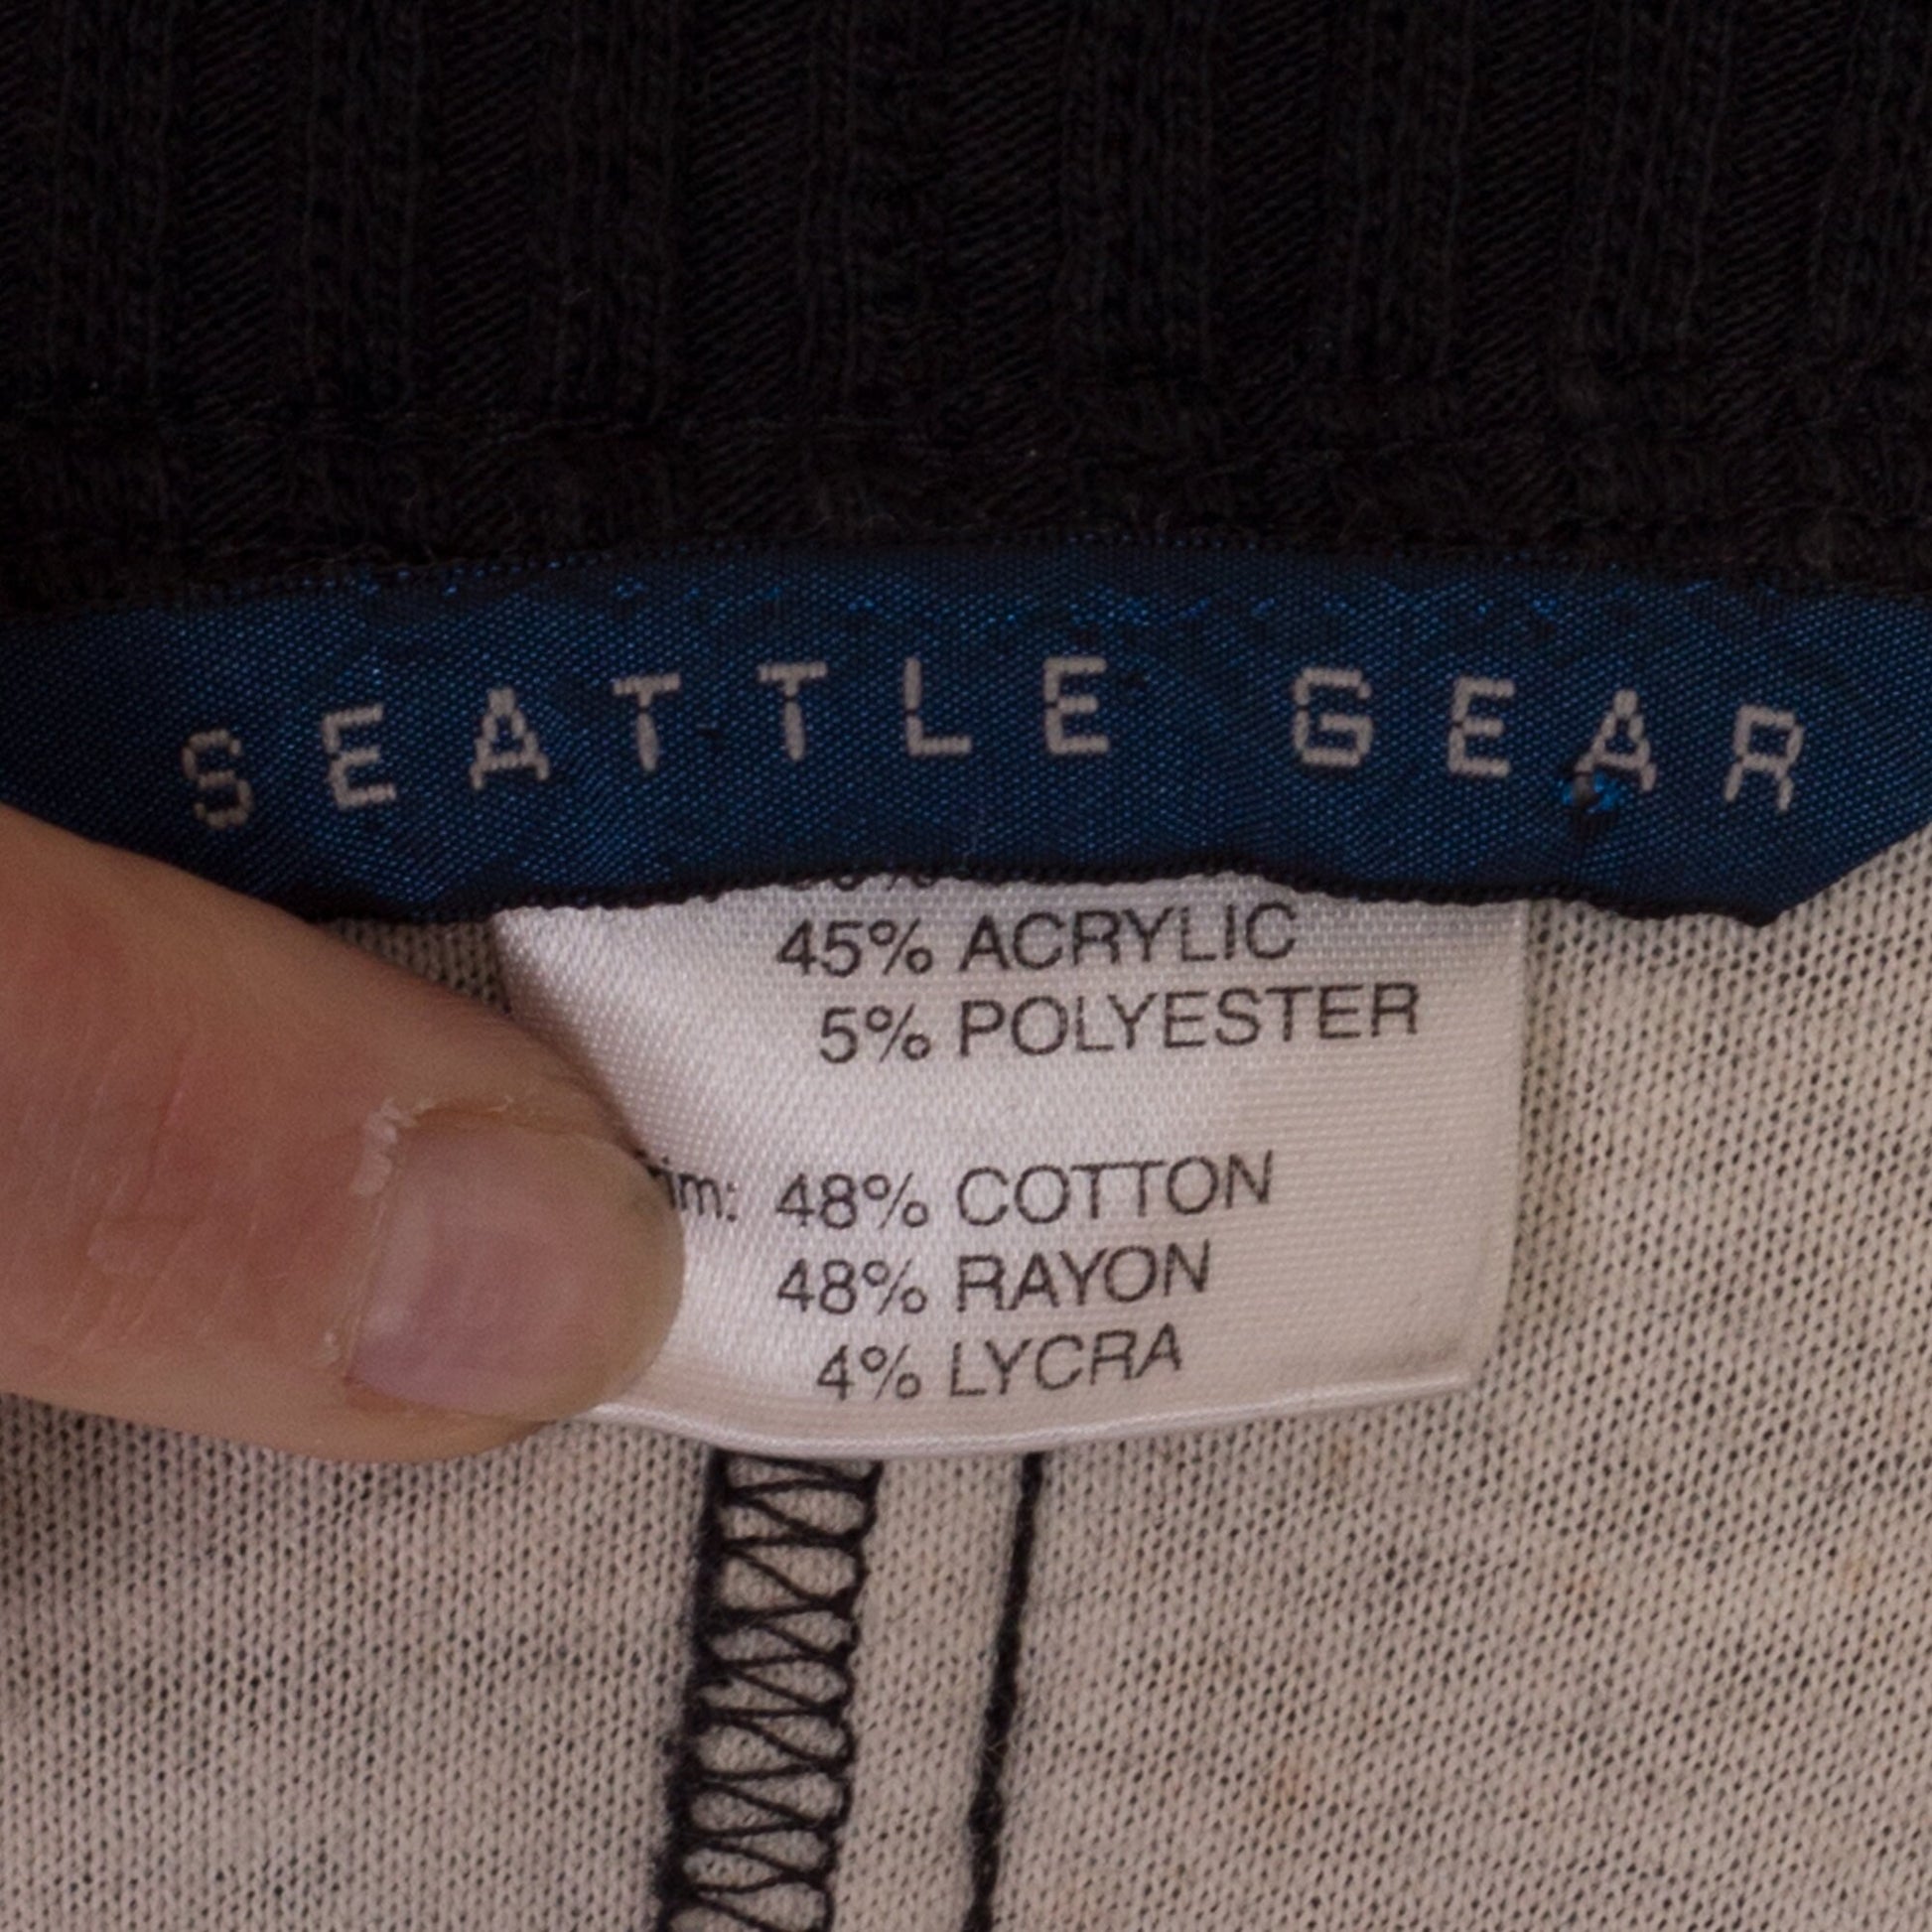 SEATTLE GEAR
45% ACRYLIC
5% POLYESTER
48% COTTON
48% RAYON
4% LYCRA